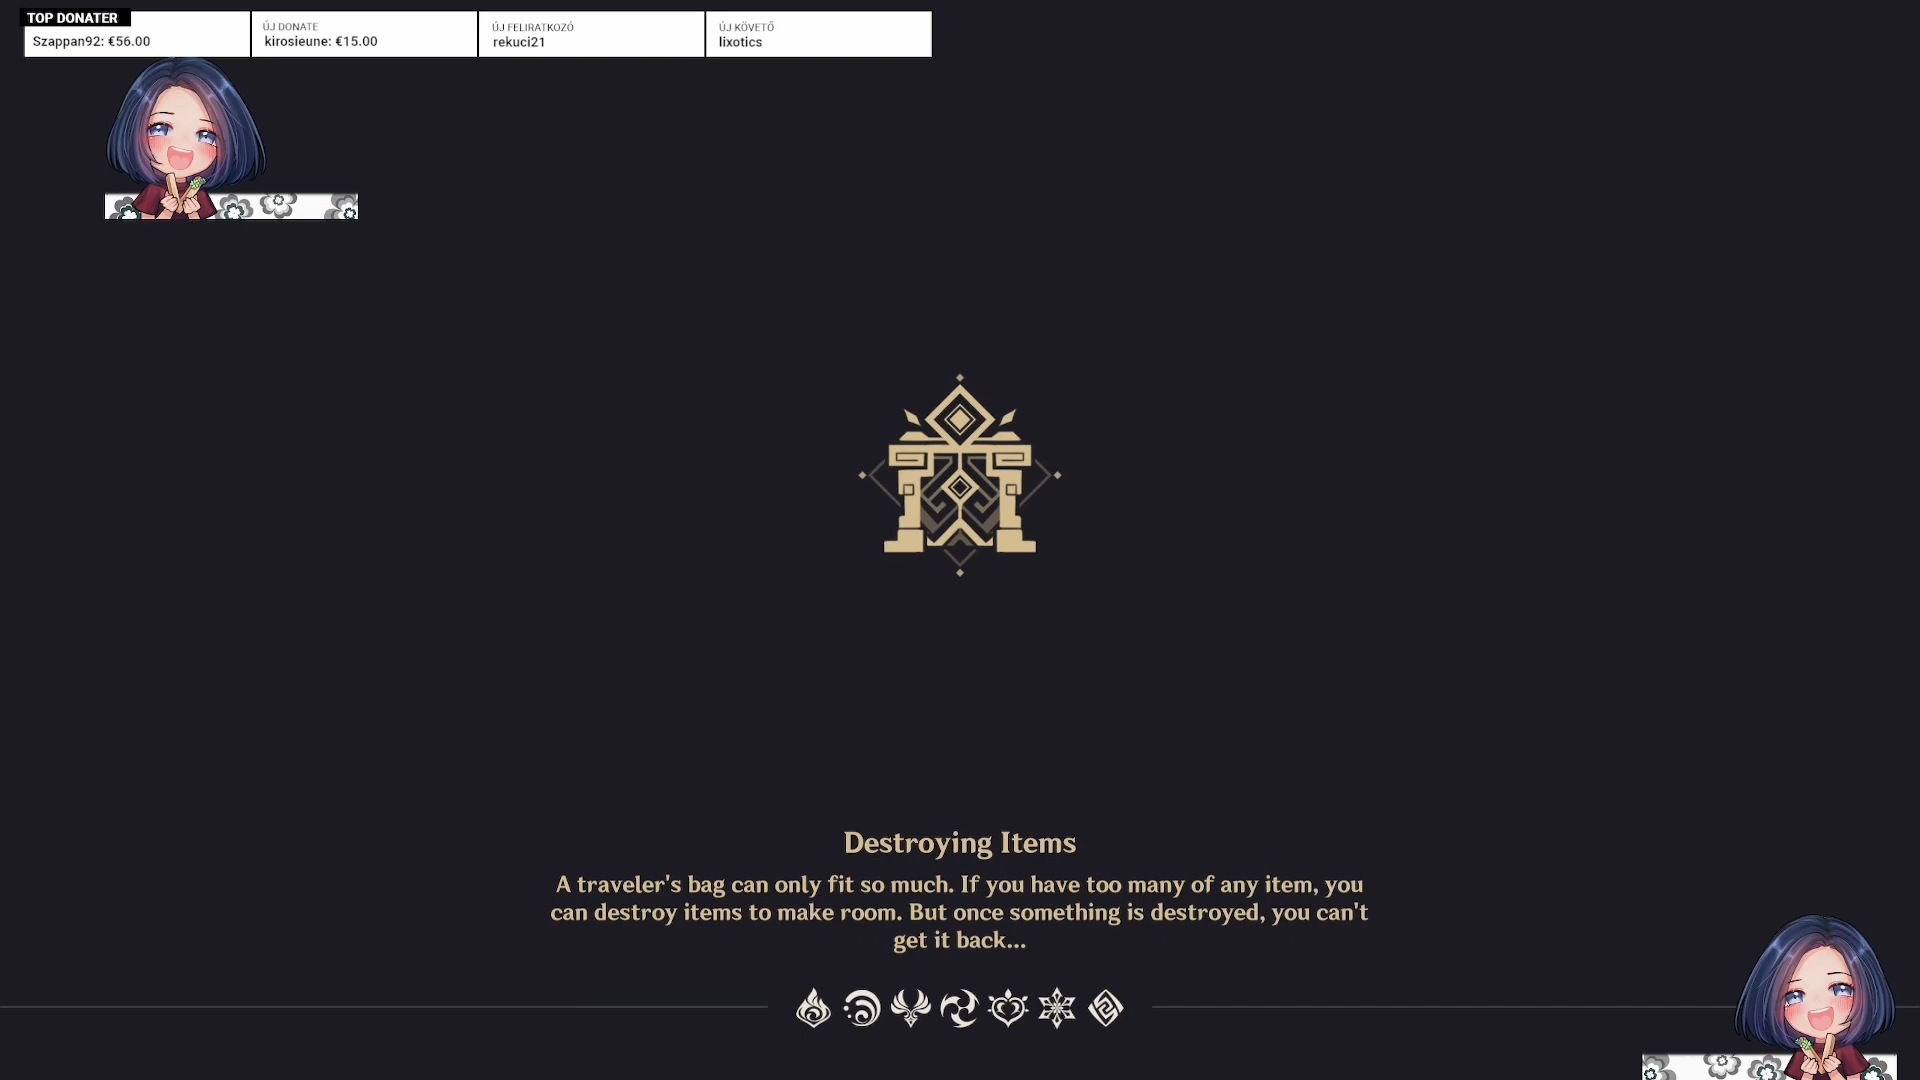 TOP DONATER
Szappan92: €56.00
ÚJ DONATE
kirosieune: €15.00
ÚJ FELIRATKOZÓ
rekuci21
ÚJ KÖVETŐ
lixotics
Destroying Items
A traveler's bag can only fit so much. If you have too many of any item, you
can destroy items to make room. But once something is destroyed, you can't
get it back...